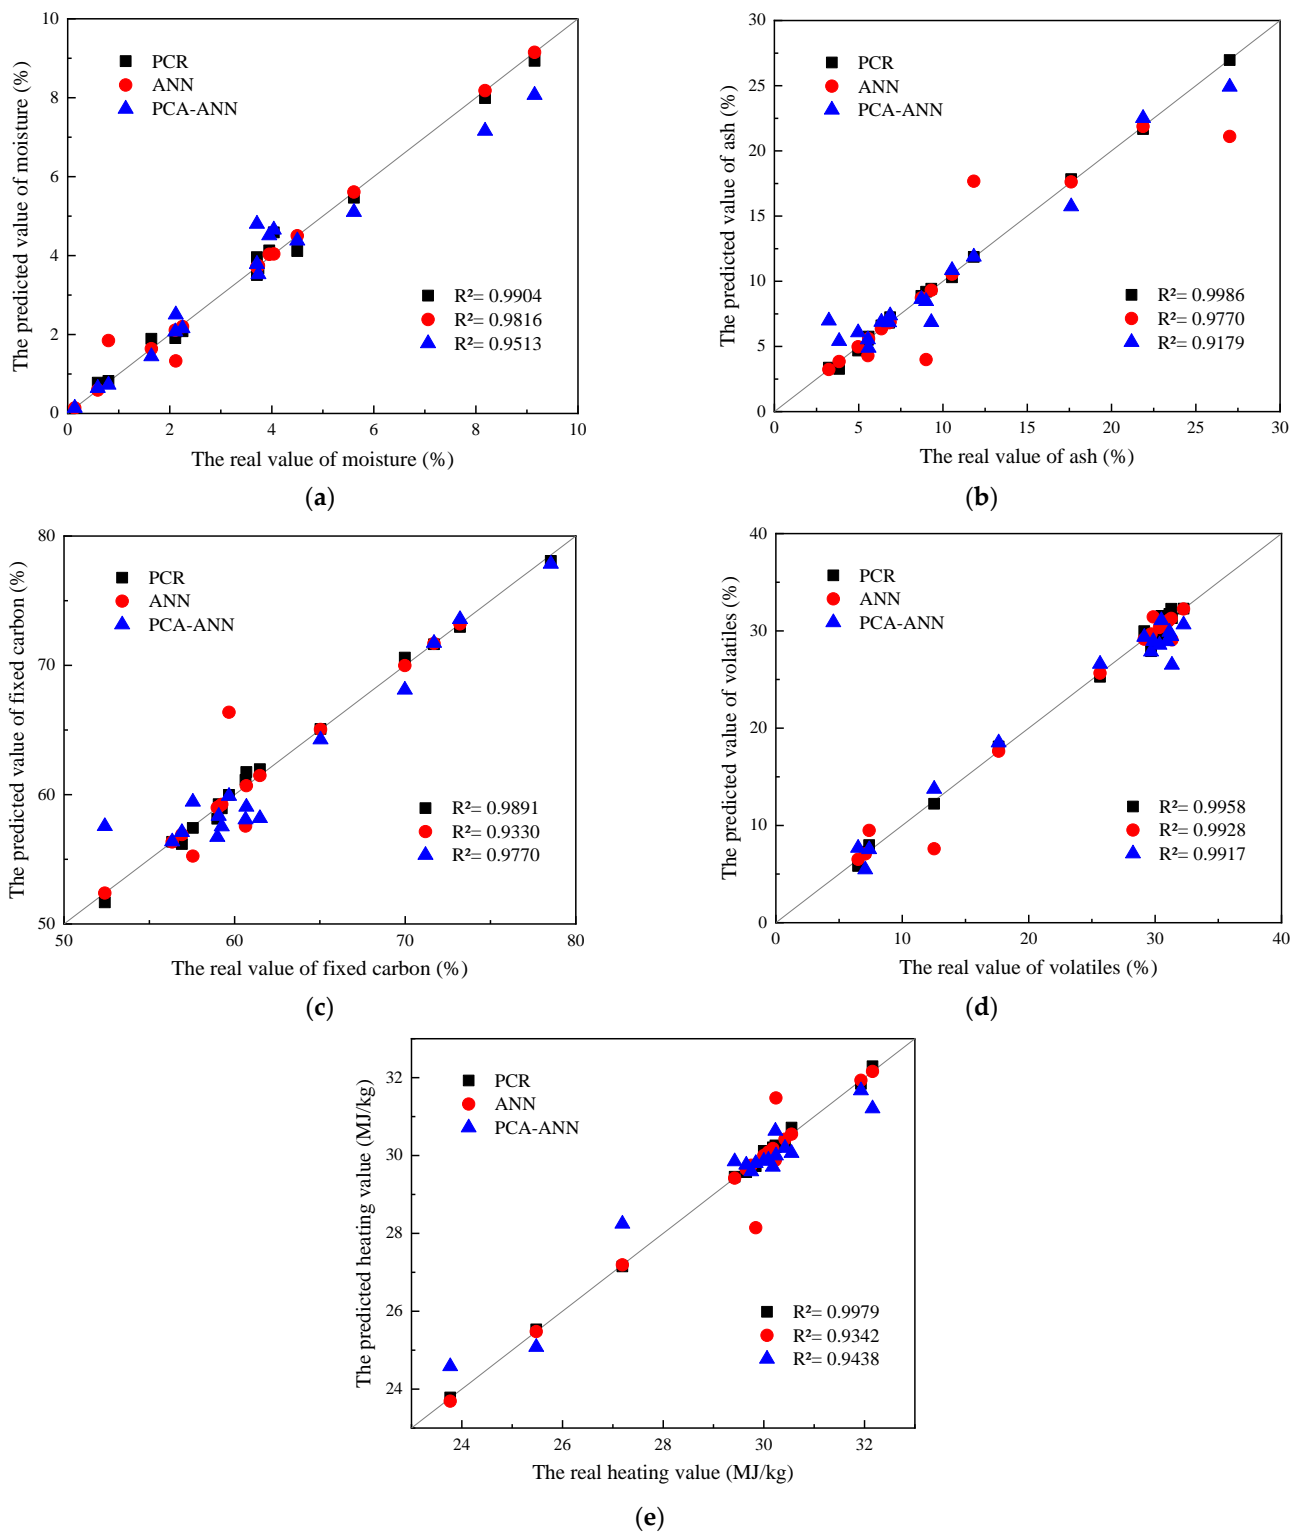 10
8
6
4
2
0
0 2 4 6 8 10
The predicted value of moisture (%)
PCR
ANN
PCA-ANN
R²= 0.9904
R²= 0.9816
R²= 0.9513
The real value of moisture (%)
(a)
30
25
20
15
10
5
0
0 5 10 15 20 25 30
The predicted value of ash (%)
PCR
ANN
PCA-ANN
R²= 0.9986
R²= 0.9770
R²= 0.9179
The real value of ash (%)
(b)
80
70
60
50
50 60 70 80
The predicted value of fixed carbon (%)
PCR
ANN
PCA-ANN
R²= 0.9891
R²= 0.9330
R²= 0.9770
The real value of fixed carbon (%)
(c)
40
30
20
10
0
0 10 20 30 40
The predicted value of volatiles (%)
PCR
ANN
PCA-ANN
R²= 0.9958
R²= 0.9928
R²= 0.9917
The real value of volatiles (%)
(d)
32
30
28
26
24
24 26 28 30 32
The predicted heating value (MJ/kg)
PCR
ANN
PCA-ANN
R²= 0.9979
R²= 0.9342
R²= 0.9438
The real heating value (MJ/kg)
(e)